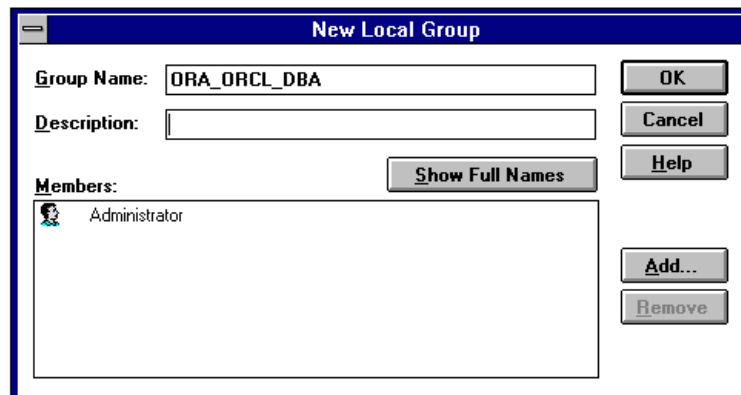 New Local Group
Group Name: ORA_ORCL_DBA OK
Description: Cancel
Show Full Names Help
Members:
Administrator
Add...
Remove